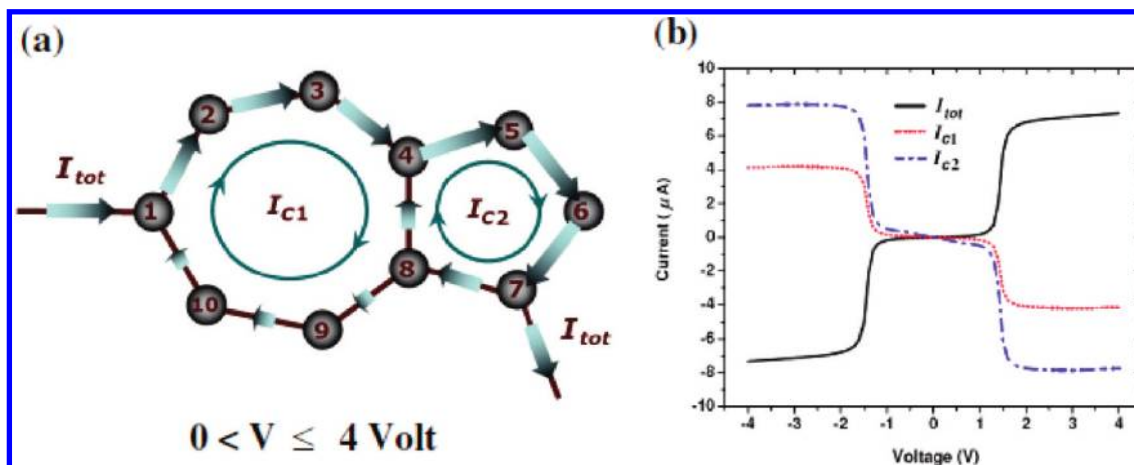 (a)
3
2
5
4
I_tot
1
I_C1
I_C2
6
8
7
10
9
I_tot
0 < V ≤ 4 Volt
(b)
10
8
6
4
2
0
-2
-4
-6
-8
-10
Current ( μA)
I_tot
I_c1
I_c2
-4 -3 -2 -1 0 1 2 3 4
Voltage (V)